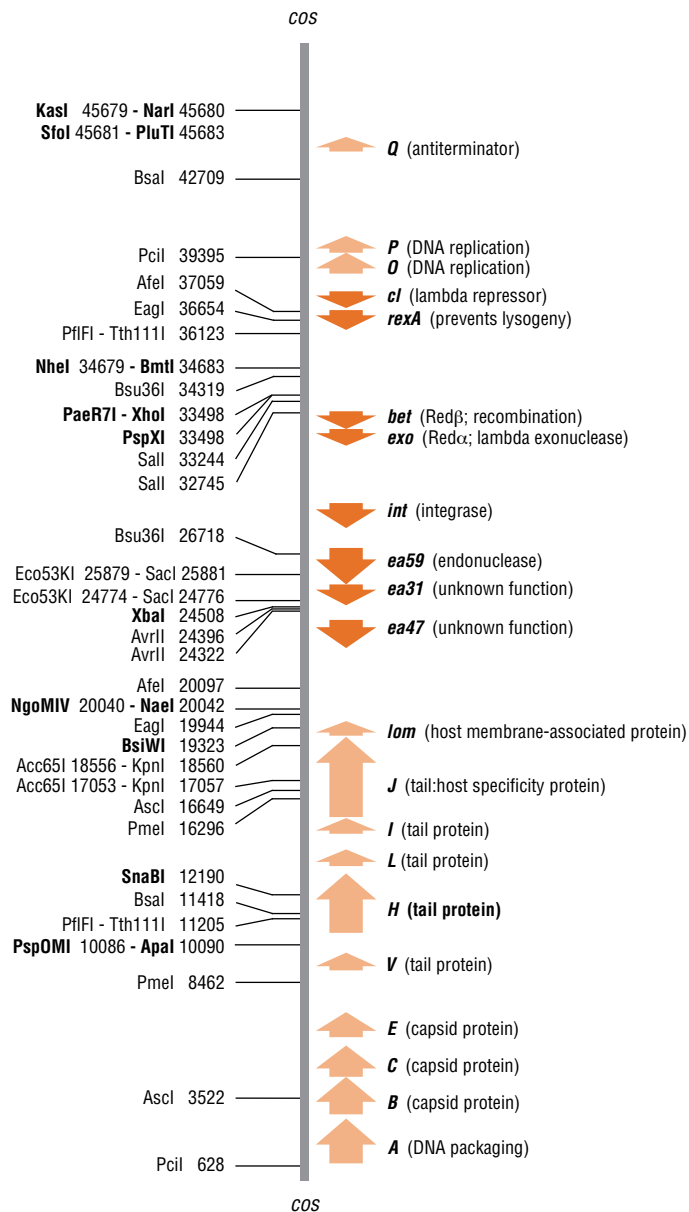 cos
KasI 45679 - NarI 45680
SfoI 45681 - PluTI 45683
Q (antiterminator)
BsaI 42709
P (DNA replication)
PciI 39395
O (DNA replication)
AfeI 37059
cI (lambda repressor)
EagI 36654
rexA (prevents lysogeny)
PflFI - Tth111I 36123
NheI 34679 - BmtI 34683
Bsu36I 34319
PaeR7I - XhoI 33498
bet (Redβ; recombination)
PspXI 33498
exo (Redα; lambda exonuclease)
SalI 33244
SalI 32745
int (integrase)
Bsu36I 26718
ea59 (endonuclease)
Eco53KI 25879 - SacI 25881
ea31 (unknown function)
Eco53KI 24774 - SacI 24776
XbaI 24508
ea47 (unknown function)
AvrII 24396
AvrII 24322
AfeI 20097
NgoMIV 20040 - NaeI 20042
EagI 19944
lom (host membrane-associated protein)
BsiWI 19323
Acc65I 18556 - KpnI 18560
Acc65I 17053 - KpnI 17057
J (tail:host specificity protein)
AscI 16649
PmeI 16296
I (tail protein)
L (tail protein)
SnaBI 12190
BsaI 11418
H (tail protein)
PflFI - Tth111I 11205
PspOMI 10086 - ApaI 10090
V (tail protein)
PmeI 8462
E (capsid protein)
C (capsid protein)
AscI 3522
B (capsid protein)
A (DNA packaging)
PciI 628
cos